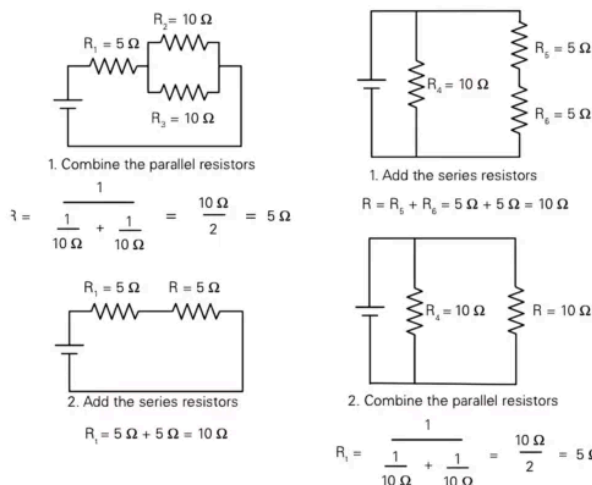 R₂ = 10 Ω
R₁ = 5 Ω
R₃ = 10 Ω
1. Combine the parallel resistors
R = 1 / (1/10 Ω + 1/10 Ω) = 10 Ω/2 = 5 Ω
R₁ = 5 Ω R = 5 Ω
2. Add the series resistors
Rₜ = 5 Ω + 5 Ω = 10 Ω
R₅ = 5 Ω
R₄ = 10 Ω
R₆ = 5 Ω
1. Add the series resistors
R = R₅ + R₆ = 5 Ω + 5 Ω = 10 Ω
R₄ = 10 Ω R = 10 Ω
2. Combine the parallel resistors
Rₜ = 1 / (1/10 Ω + 1/10 Ω) = 10 Ω/2 = 5 Ω